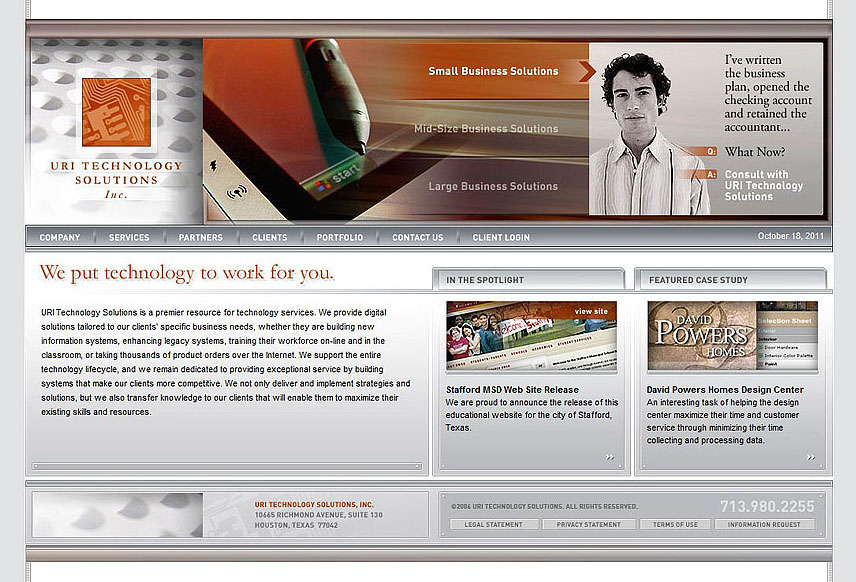 URI TECHNOLOGY
SOLUTIONS
Inc.
start
Small Business Solutions
Mid-Size Business Solutions
Large Business Solutions
I've written
the business
plan, opened the
checking account
and retained the
accountant...
Q: What Now?
A: Consult with
URI Technology
Solutions
COMPANY
SERVICES
PARTNERS
CLIENTS
PORTFOLIO
CONTACT US
CLIENT LOGIN
October 18, 2011
We put technology to work for you.
URI Technology Solutions is a premier resource for technology services. We provide digital
solutions tailored to our clients' specific business needs, whether they are building new
information systems, enhancing legacy systems, training their workforce on-line and in the
classroom, or taking thousands of product orders over the Internet. We support the entire
technology lifecycle, and we remain dedicated to providing exceptional service by building
systems that make our clients more competitive. We not only deliver and implement strategies and
solutions, but we also transfer knowledge to our clients that will enable them to maximize their
existing skills and resources.
IN THE SPOTLIGHT
view site
Stafford MSD Web Site Release
We are proud to announce the release of this
educational website for the city of Stafford,
Texas.
FEATURED CASE STUDY
DAVID
POWERS
HOMES
Selection Sheet
Exterior
Interior
Door Hardware
Interior Color Palette
Paint
David Powers Homes Design Center
An interesting task of helping the design
center maximize their time and customer
service through minimizing their time
collecting and processing data.
URI TECHNOLOGY SOLUTIONS, INC.
10465 RICHMOND AVENUE, SUITE 130
HOUSTON, TEXAS 77042
©2006 URI TECHNOLOGY SOLUTIONS. ALL RIGHTS RESERVED.
713.980.2255
LEGAL STATEMENT
PRIVACY STATEMENT
TERMS OF USE
INFORMATION REQUEST